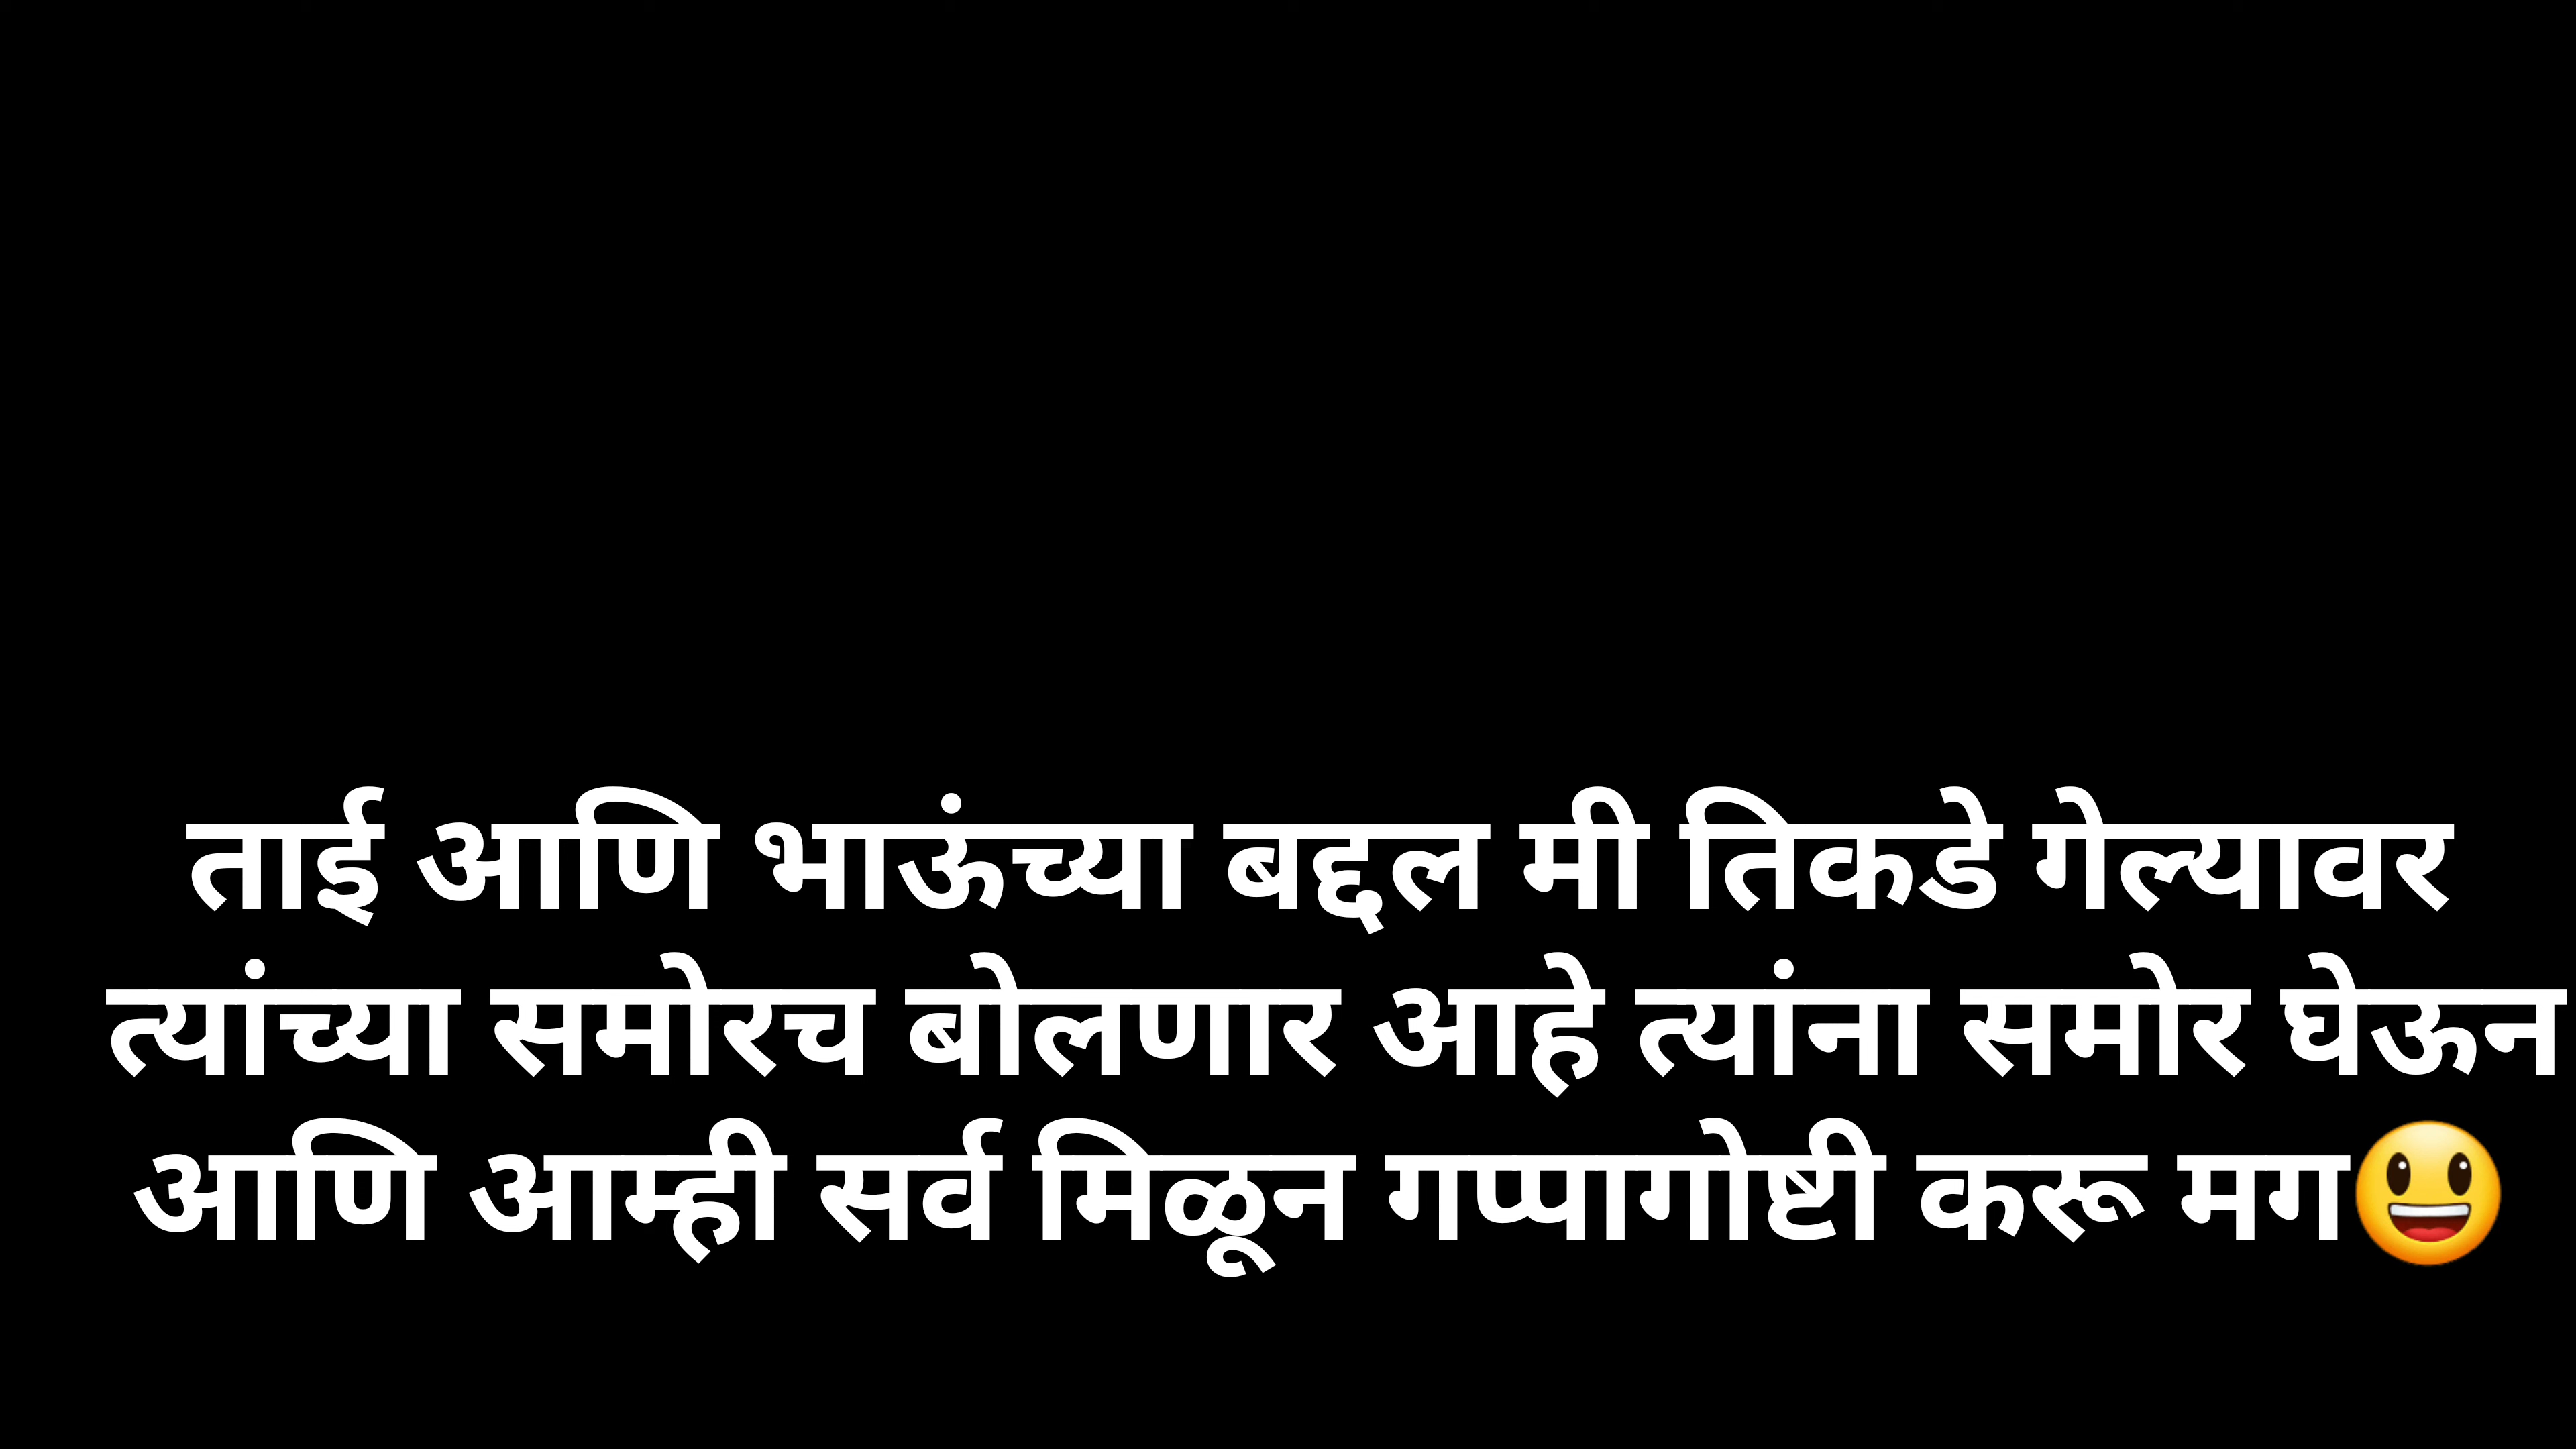 ताई आणि भाऊंच्या बद्दल मी तिकडे गेल्यावर
त्यांच्या समोरच बोलणार आहे त्यांना समोर घेऊन
आणि आम्ही सर्व मिळून गप्पागोष्टी करू मग😃